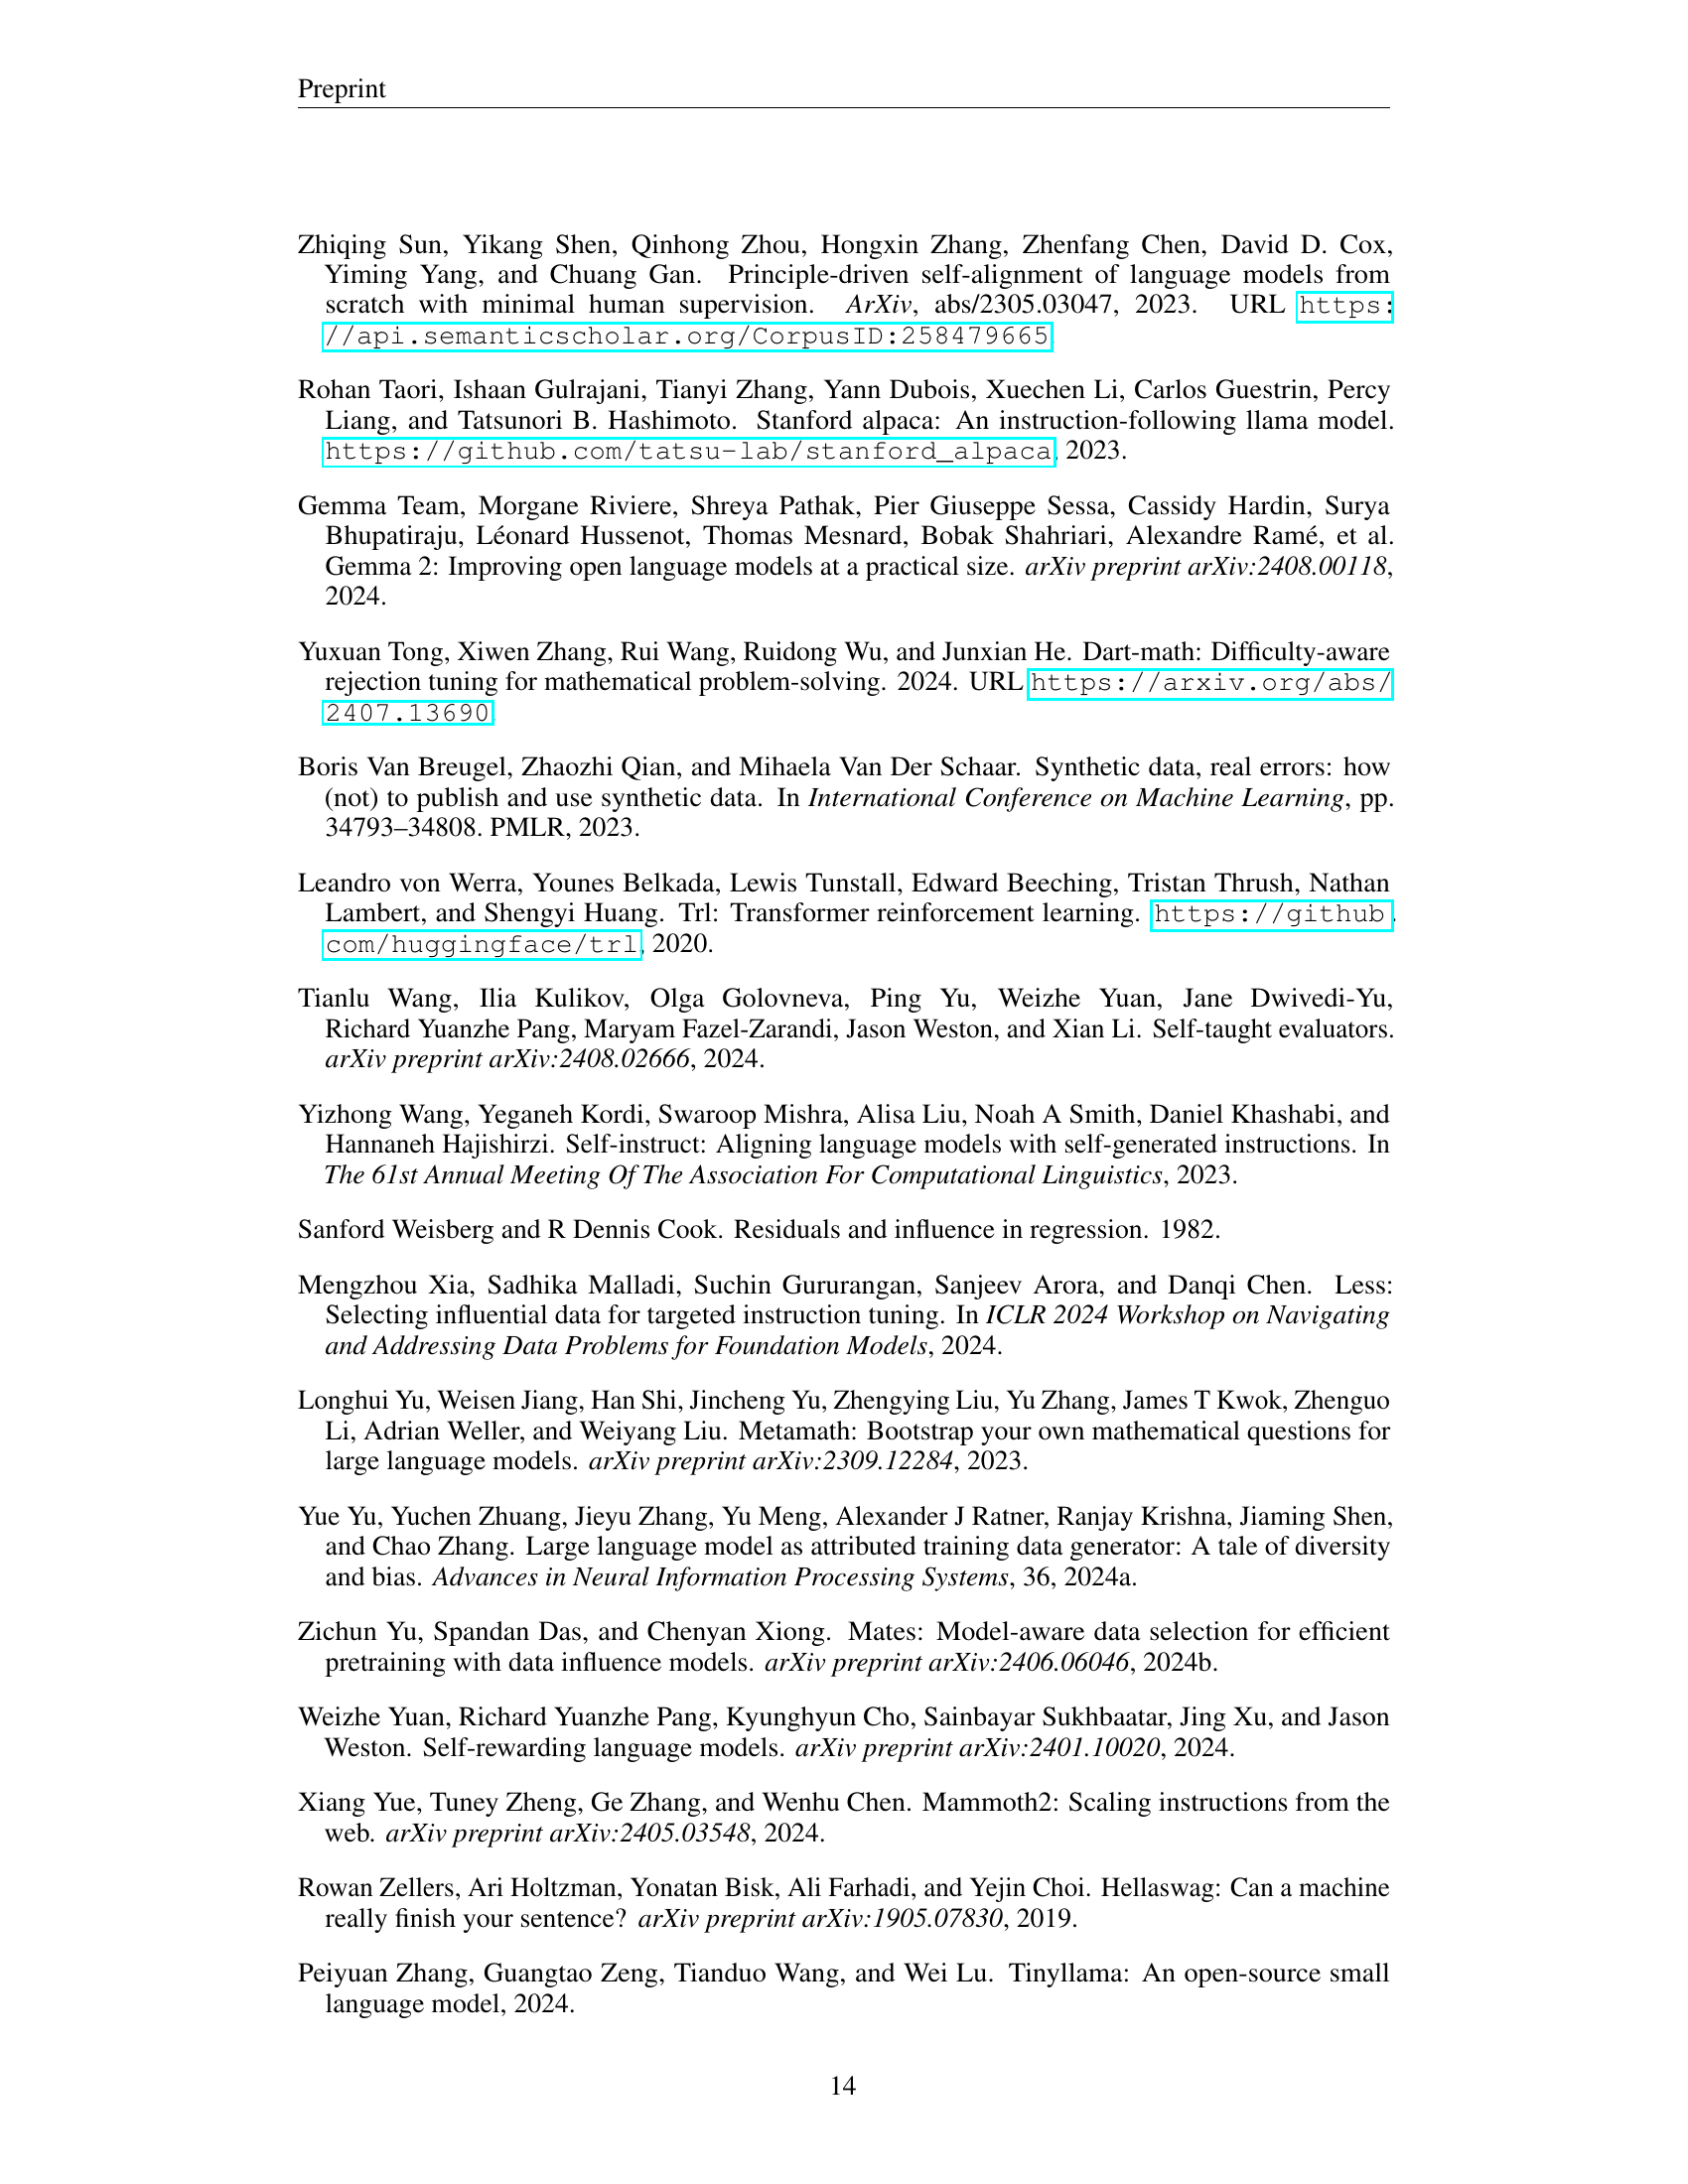 Preprint
Zhiqing Sun, Yikang Shen, Qinhong Zhou, Hongxin Zhang, Zhenfang Chen, David D. Cox,
Yiming Yang, and Chuang Gan. Principle-driven self-alignment of language models from
scratch with minimal human supervision. ArXiv, abs/2305.03047, 2023. URL https:
//api.semanticscholar.org/CorpusID:258479665.
Rohan Taori, Ishaan Gulrajani, Tianyi Zhang, Yann Dubois, Xuechen Li, Carlos Guestrin, Percy
Liang, and Tatsunori B. Hashimoto. Stanford alpaca: An instruction-following llama model.
https://github.com/tatsu-lab/stanford_alpaca, 2023.
Gemma Team, Morgane Riviere, Shreya Pathak, Pier Giuseppe Sessa, Cassidy Hardin, Surya
Bhupatiraju, Léonard Hussenot, Thomas Mesnard, Bobak Shahriari, Alexandre Ramé, et al.
Gemma 2: Improving open language models at a practical size. arXiv preprint arXiv:2408.00118,
2024.
Yuxuan Tong, Xiwen Zhang, Rui Wang, Ruidong Wu, and Junxian He. Dart-math: Difficulty-aware
rejection tuning for mathematical problem-solving. 2024. URL https://arxiv.org/abs/
2407.13690.
Boris Van Breugel, Zhaozhi Qian, and Mihaela Van Der Schaar. Synthetic data, real errors: how
(not) to publish and use synthetic data. In International Conference on Machine Learning, pp.
34793–34808. PMLR, 2023.
Leandro von Werra, Younes Belkada, Lewis Tunstall, Edward Beeching, Tristan Thrush, Nathan
Lambert, and Shengyi Huang. Trl: Transformer reinforcement learning. https://github.
com/huggingface/trl, 2020.
Tianlu Wang, Ilia Kulikov, Olga Golovneva, Ping Yu, Weizhe Yuan, Jane Dwivedi-Yu,
Richard Yuanzhe Pang, Maryam Fazel-Zarandi, Jason Weston, and Xian Li. Self-taught evaluators.
arXiv preprint arXiv:2408.02666, 2024.
Yizhong Wang, Yeganeh Kordi, Swaroop Mishra, Alisa Liu, Noah A Smith, Daniel Khashabi, and
Hannaneh Hajishirzi. Self-instruct: Aligning language models with self-generated instructions. In
The 61st Annual Meeting Of The Association For Computational Linguistics, 2023.
Sanford Weisberg and R Dennis Cook. Residuals and influence in regression. 1982.
Mengzhou Xia, Sadhika Malladi, Suchin Gururangan, Sanjeev Arora, and Danqi Chen. Less:
Selecting influential data for targeted instruction tuning. In ICLR 2024 Workshop on Navigating
and Addressing Data Problems for Foundation Models, 2024.
Longhui Yu, Weisen Jiang, Han Shi, Jincheng Yu, Zhengying Liu, Yu Zhang, James T Kwok, Zhenguo
Li, Adrian Weller, and Weiyang Liu. Metamath: Bootstrap your own mathematical questions for
large language models. arXiv preprint arXiv:2309.12284, 2023.
Yue Yu, Yuchen Zhuang, Jieyu Zhang, Yu Meng, Alexander J Ratner, Ranjay Krishna, Jiaming Shen,
and Chao Zhang. Large language model as attributed training data generator: A tale of diversity
and bias. Advances in Neural Information Processing Systems, 36, 2024a.
Zichun Yu, Spandan Das, and Chenyan Xiong. Mates: Model-aware data selection for efficient
pretraining with data influence models. arXiv preprint arXiv:2406.06046, 2024b.
Weizhe Yuan, Richard Yuanzhe Pang, Kyunghyun Cho, Sainbayar Sukhbaatar, Jing Xu, and Jason
Weston. Self-rewarding language models. arXiv preprint arXiv:2401.10020, 2024.
Xiang Yue, Tuney Zheng, Ge Zhang, and Wenhu Chen. Mammoth2: Scaling instructions from the
web. arXiv preprint arXiv:2405.03548, 2024.
Rowan Zellers, Ari Holtzman, Yonatan Bisk, Ali Farhadi, and Yejin Choi. Hellaswag: Can a machine
really finish your sentence? arXiv preprint arXiv:1905.07830, 2019.
Peiyuan Zhang, Guangtao Zeng, Tianduo Wang, and Wei Lu. Tinyllama: An open-source small
language model, 2024.
14